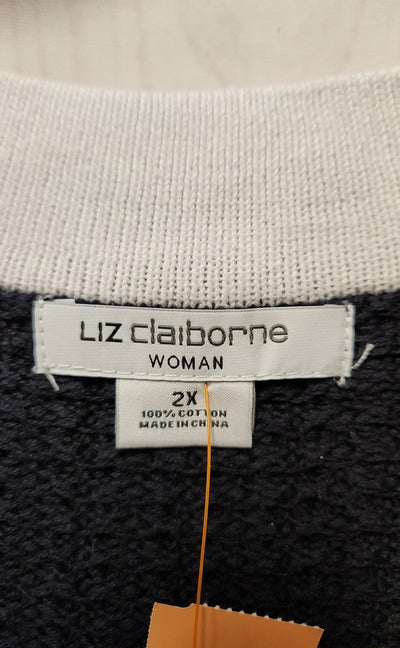 LIZ claiborne
WOMAN
2X
100% COTTON
MADE IN CHINA